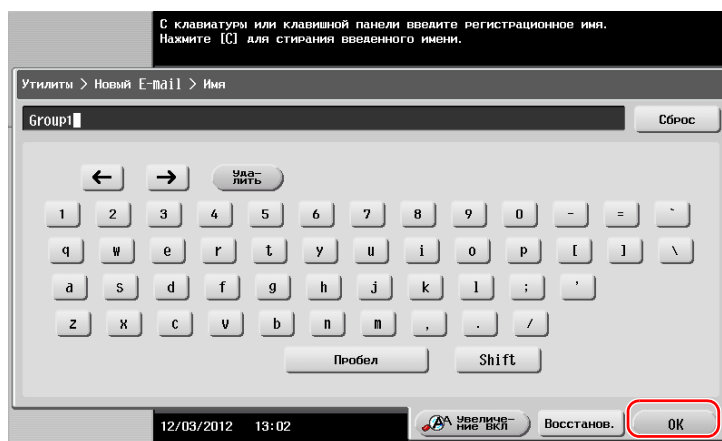 С клавиатуры или клавишной панели введите регистрационное имя.
Нажмите [C] для стирания введенного имени.
Утилиты > Новый E-mail > Имя
Group1
Сброс
← → Уда-
лить
1 2 3 4 5 6 7 8 9 0 - = `
q w e r t y u i o p [ ] \
a s d f g h j k l ; '
z x c v b n m , . /
Пробел Shift
12/03/2012 13:02
Увеличе-
ние ВКЛ
Восстанов.
OK